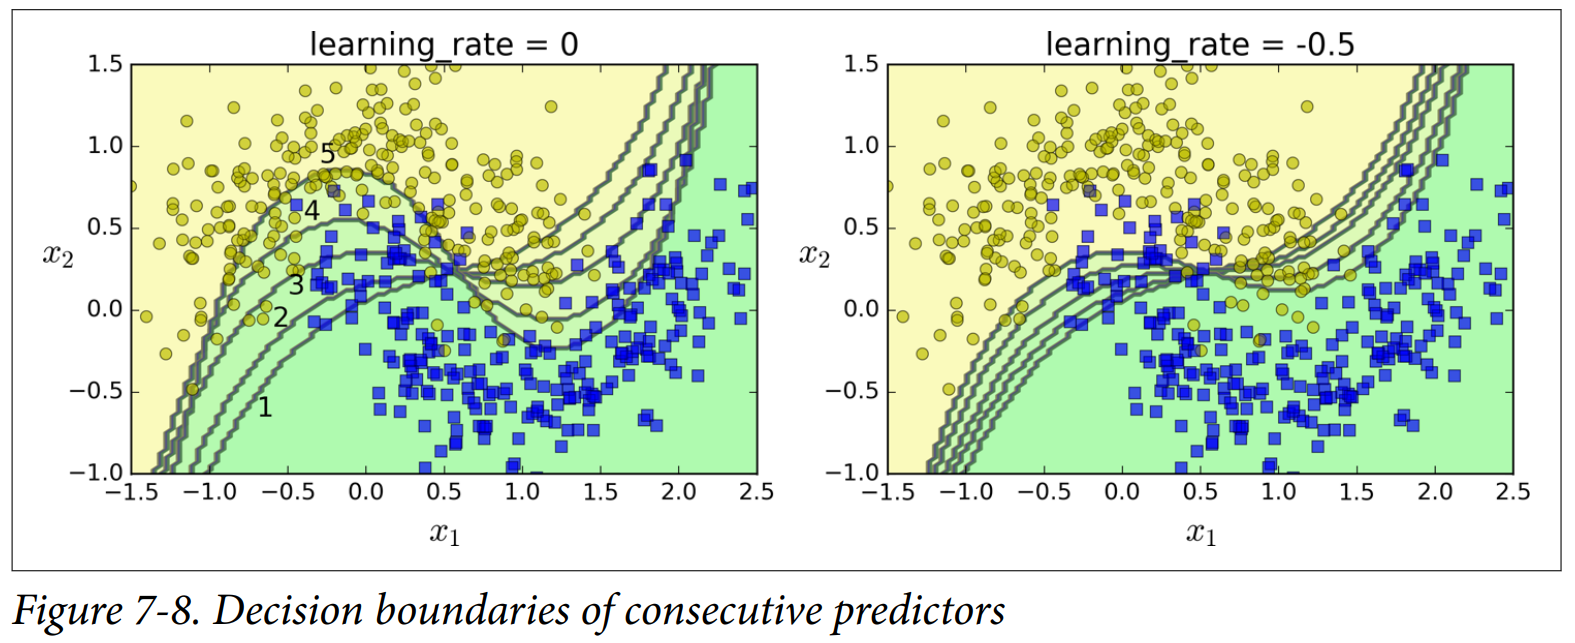 learning_rate = 0
1.5
1.0
0.5
0.0
−0.5
−1.0
x2
5
4
3
2
1
−1.5 −1.0 −0.5 0.0 0.5 1.0 1.5 2.0 2.5
x1
learning_rate = -0.5
1.5
1.0
0.5
0.0
−0.5
−1.0
x2
−1.5 −1.0 −0.5 0.0 0.5 1.0 1.5 2.0 2.5
x1
Figure 7-8. Decision boundaries of consecutive predictors